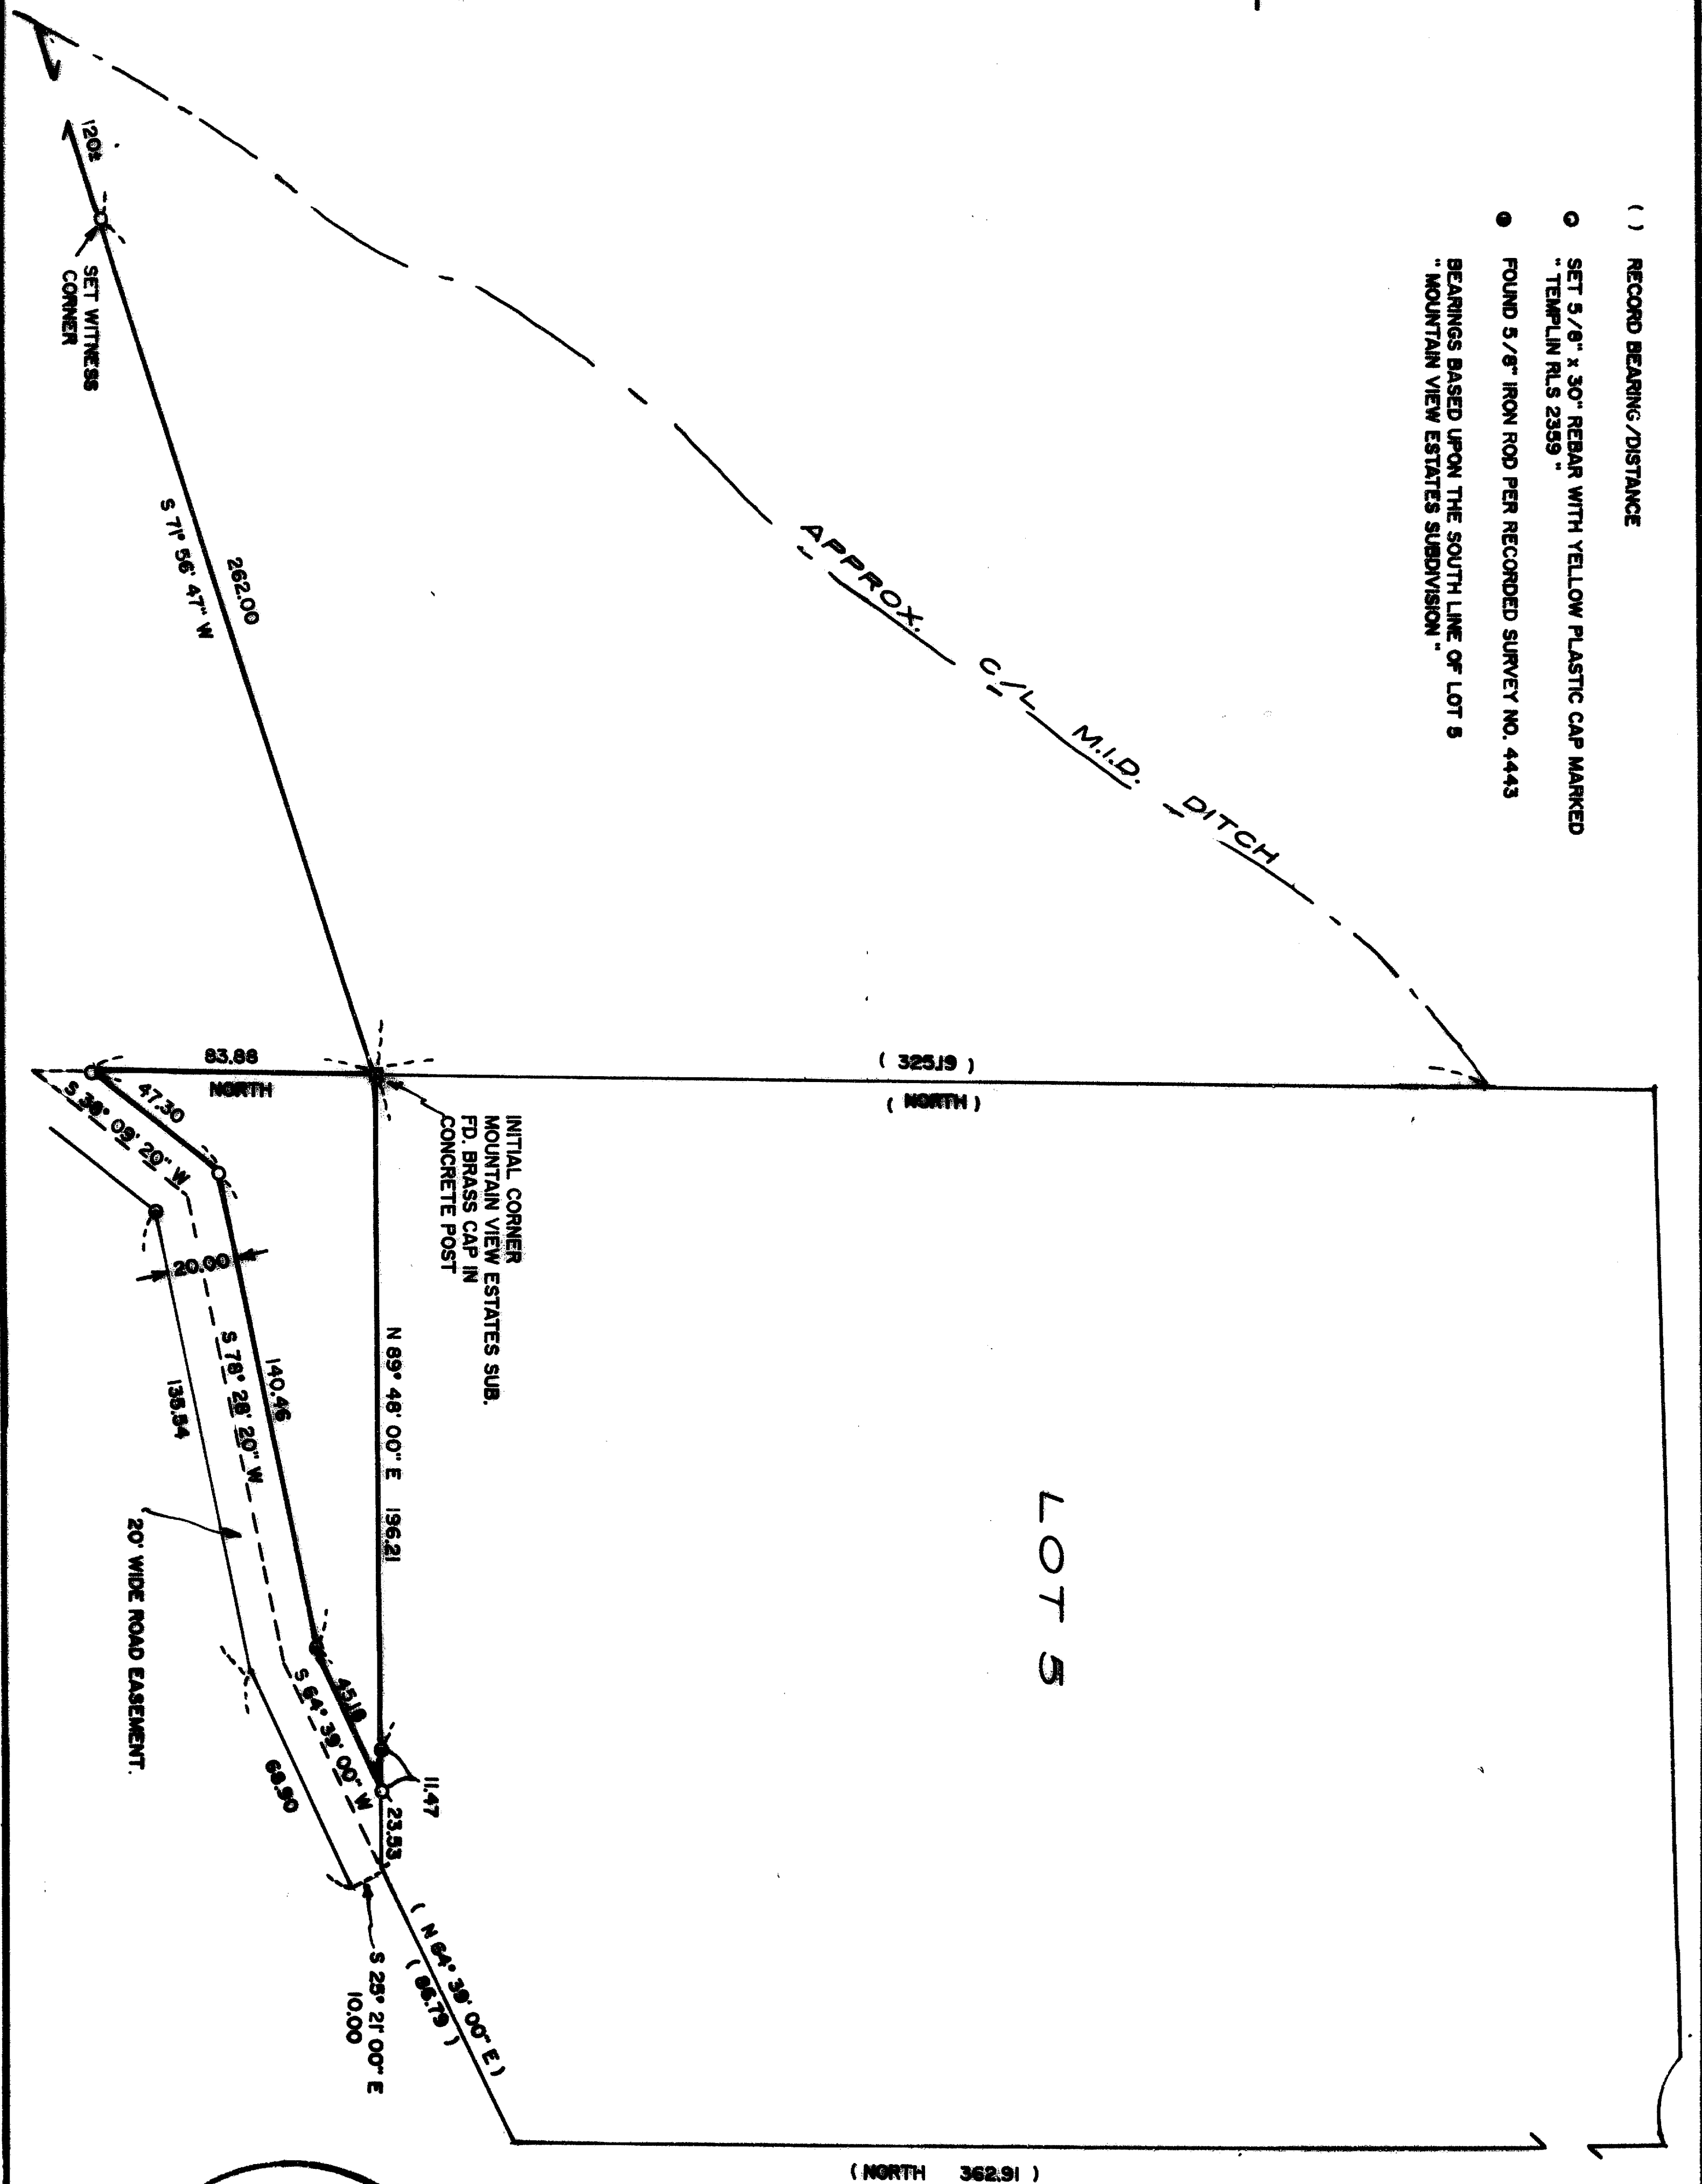 ( ) RECORD BEARING/DISTANCE
SET 5/8" x 30" REBAR WITH YELLOW PLASTIC CAP MARKED
" TEMPLIN RLS 2359 "
FOUND 5/8" IRON ROD PER RECORDED SURVEY NO. 4443
BEARINGS BASED UPON THE SOUTH LINE OF LOT 5
" MOUNTAIN VIEW ESTATES SUBDIVISION "
APPROX. C/L M.I.D. DITCH
120±
SET WITNESS
CORNER
262.00
S 71° 56' 47" W
( 325.19 )
( NORTH )
83.88
NORTH
INITIAL CORNER
MOUNTAIN VIEW ESTATES SUB.
FD. BRASS CAP IN
CONCRETE POST
LOT 5
N 89° 48' 00" E 196.21
47.30
S 38° 09' 20" W
20.00
140.46
S 78° 28' 20" W
135.54
20' WIDE ROAD EASEMENT.
45.18
S 64° 39' 00" W
68.90
11.47
23.53
S 25° 21' 00" E
10.00
( N 64° 39' 00" E )
( 86.79 )
( NORTH 362.91 )